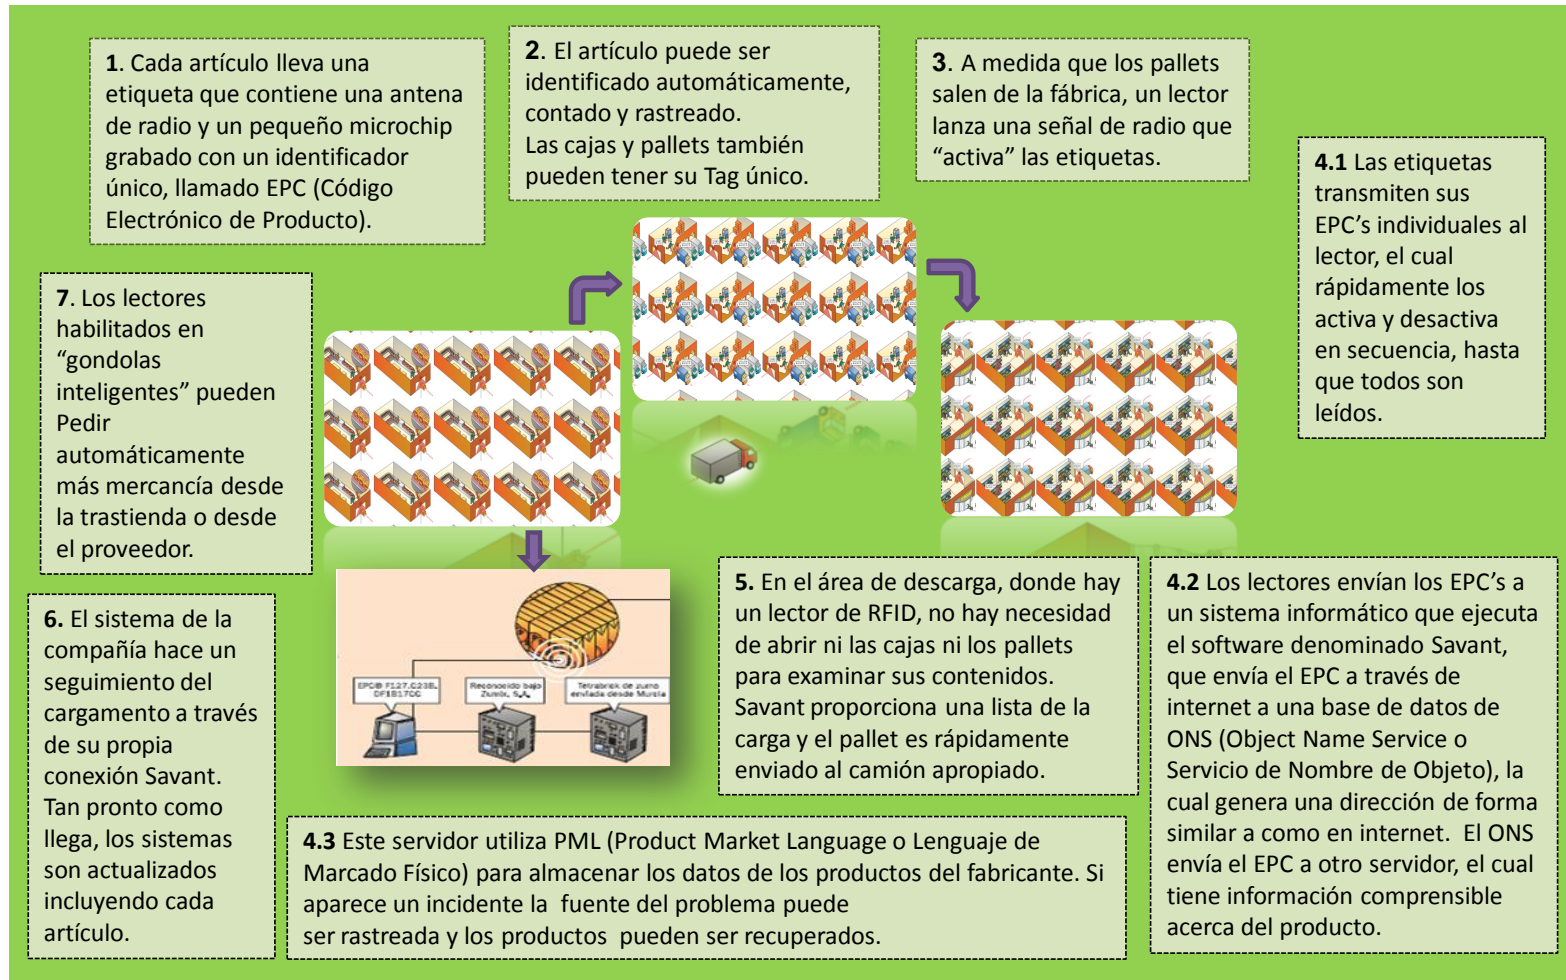 1. Cada artículo lleva una
etiqueta que contiene una antena
de radio y un pequeño microchip
grabado con un identificador
único, llamado EPC (Código
Electrónico de Producto).
2. El artículo puede ser
identificado automáticamente,
contado y rastreado.
Las cajas y pallets también
pueden tener su Tag único.
3. A medida que los pallets
salen de la fábrica, un lector
lanza una señal de radio que
“activa” las etiquetas.
4.1 Las etiquetas
transmiten sus
EPC’s individuales al
lector, el cual
rápidamente los
activa y desactiva
en secuencia, hasta
que todos son
leídos.
4.2 Los lectores envían los EPC’s a
un sistema informático que ejecuta
el software denominado Savant,
que envía el EPC a través de
internet a una base de datos de
ONS (Object Name Service o
Servicio de Nombre de Objeto), la
cual genera una dirección de forma
similar a como en internet.  El ONS
envía el EPC a otro servidor, el cual
tiene información comprensible
acerca del producto.
4.3 Este servidor utiliza PML (Product Market Language o Lenguaje de
Marcado Físico) para almacenar los datos de los productos del fabricante. Si
aparece un incidente la  fuente del problema puede
ser rastreada y los productos  pueden ser recuperados.
5. En el área de descarga, donde hay
un lector de RFID, no hay necesidad
de abrir ni las cajas ni los pallets
para examinar sus contenidos.
Savant proporciona una lista de la
carga y el pallet es rápidamente
enviado al camión apropiado.
6. El sistema de la
compañía hace un
seguimiento del
cargamento a través
de su propia
conexión Savant.
Tan pronto como
llega, los sistemas
son actualizados
incluyendo cada
artículo.
7. Los lectores
habilitados en
“gondolas
inteligentes” pueden
Pedir
automáticamente
más mercancía desde
la trastienda o desde
el proveedor.
Reconocido bajo
Zumix, S.A.
Tetrabrick de zumo
enviada desde Murcia